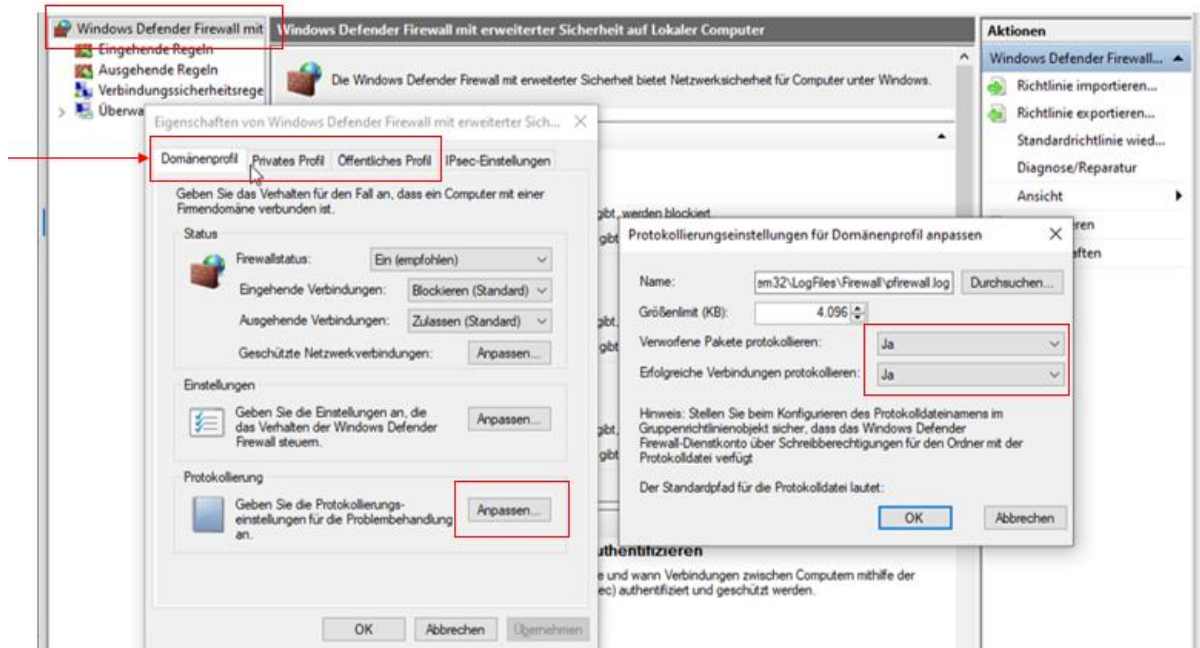 Windows Defender Firewall mit
Eingehende Regeln
Ausgehende Regeln
Verbindungssicherheitsrege
Überwa
Windows Defender Firewall mit erweiterter Sicherheit auf Lokaler Computer
Die Windows Defender Firewall mit erweiterter Sicherheit bietet Netzwerksicherheit für Computer unter Windows.
Aktionen
Windows Defender Firewall...
Richtlinie importieren...
Richtlinie exportieren...
Standardrichtlinie wied...
Diagnose/Reparatur
Ansicht
ren
ften
Eigenschaften von Windows Defender Firewall mit erweiterter Sich...
Domänenprofil Privates Profil Öffentliches Profil IPsec-Einstellungen
Geben Sie das Verhalten für den Fall an, dass ein Computer mit einer
Firmendomäne verbunden ist.
Status
Firewallstatus: Ein (empfohlen)
Eingehende Verbindungen: Blockieren (Standard)
Ausgehende Verbindungen: Zulassen (Standard)
Geschützte Netzwerkverbindungen: Anpassen...
Einstellungen
Geben Sie die Einstellungen an, die
das Verhalten der Windows Defender
Firewall steuern.
Anpassen...
Protokollierung
Geben Sie die Protokollierungs-
einstellungen für die Problembehandlung
an.
Anpassen...
OK Abbrechen Übernehmen
gibt, werden blockiert
Protokollierungseinstellungen für Domänenprofil anpassen
Name: em32\LogFiles\Firewall\pfirewall.log Durchsuchen...
Größenlimit (KB): 4.096
Verworfene Pakete protokollieren: Ja
Erfolgreiche Verbindungen protokollieren: Ja
Hinweis: Stellen Sie beim Konfigurieren des Protokolldateinamens im
Gruppenrichtlinienobjekt sicher, dass das Windows Defender
Firewall-Dienstkonto über Schreibberechtigungen für den Ordner mit der
Protokolldatei verfügt
Der Standardpfad für die Protokolldatei lautet:
OK Abbrechen
uthentifizieren
e und wann Verbindungen zwischen Computern mithilfe der
ec) authentifiziert und geschützt werden.